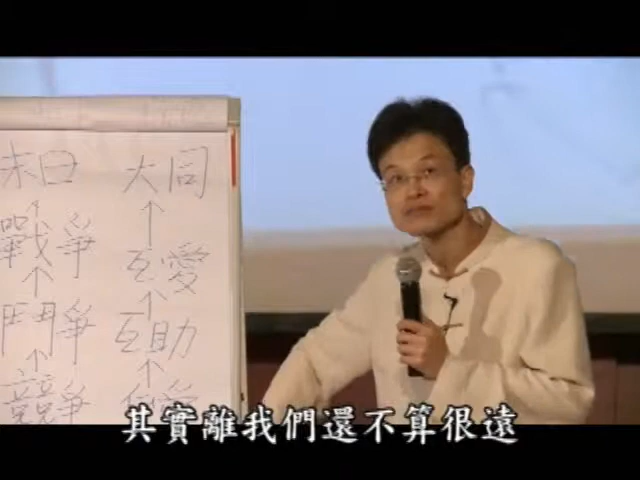 末日 大同
戰爭 互愛
鬥爭 互助
競爭
其實離我們還不算很遠